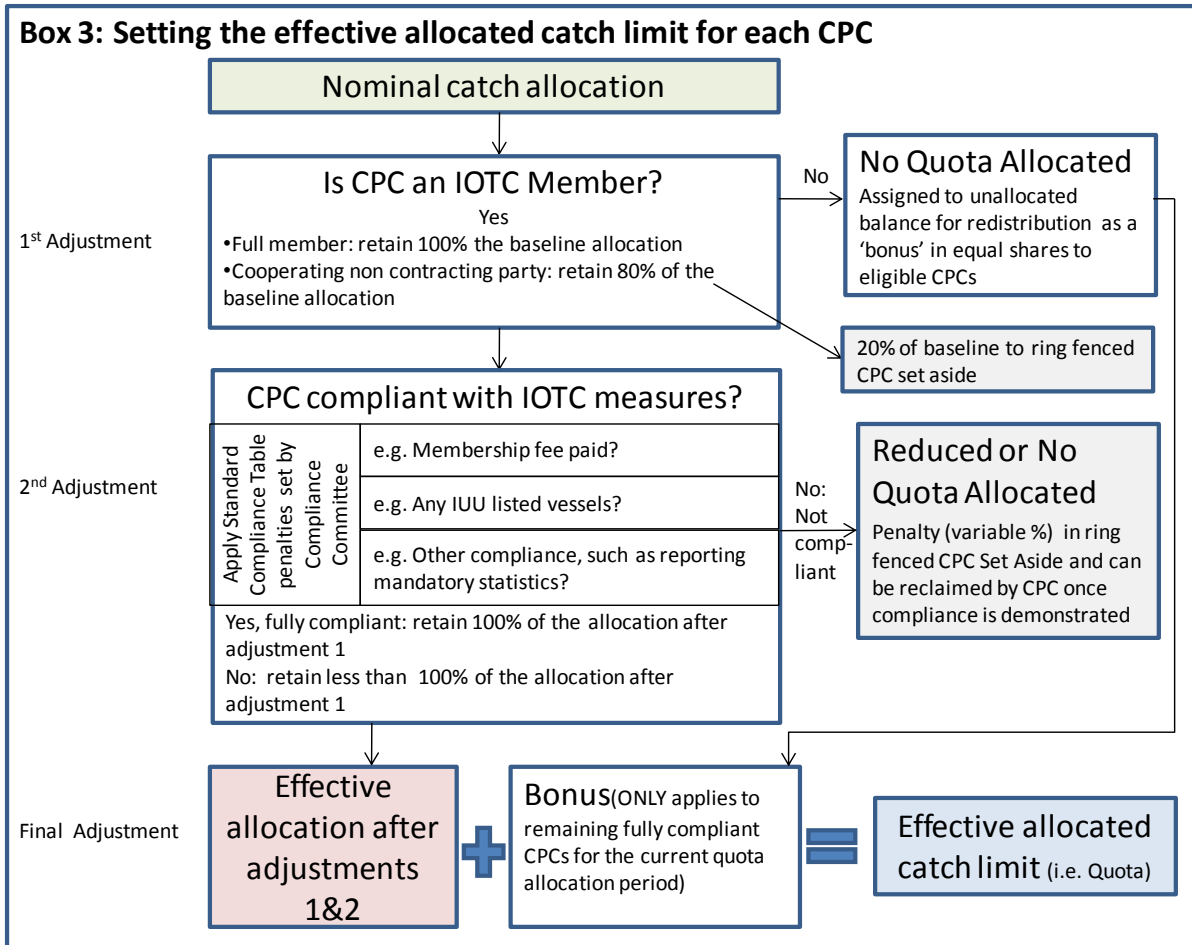 Box 3: Setting the effective allocated catch limit for each CPC
Nominal catch allocation
1st Adjustment
Is CPC an IOTC Member?
Yes
•Full member: retain 100% the baseline allocation
•Cooperating non contracting party: retain 80% of the
baseline allocation
No
No Quota Allocated
Assigned to unallocated
balance for redistribution as a
‘bonus’ in equal shares to
eligible CPCs
20% of baseline to ring fenced
CPC set aside
2nd Adjustment
CPC compliant with IOTC measures?
Apply Standard
Compliance Table
penalties set by
Compliance
Committee
e.g. Membership fee paid?
e.g. Any IUU listed vessels?
e.g. Other compliance, such as reporting
mandatory statistics?
Yes, fully compliant: retain 100% of the allocation after
adjustment 1
No: retain less than 100% of the allocation after
adjustment 1
No:
Not
comp-
liant
Reduced or No
Quota Allocated
Penalty (variable %) in ring
fenced CPC Set Aside and can
be reclaimed by CPC once
compliance is demonstrated
Final Adjustment
Effective
allocation after
adjustments
1&2
Bonus(ONLY applies to
remaining fully compliant
CPCs for the current quota
allocation period)
Effective allocated
catch limit (i.e. Quota)